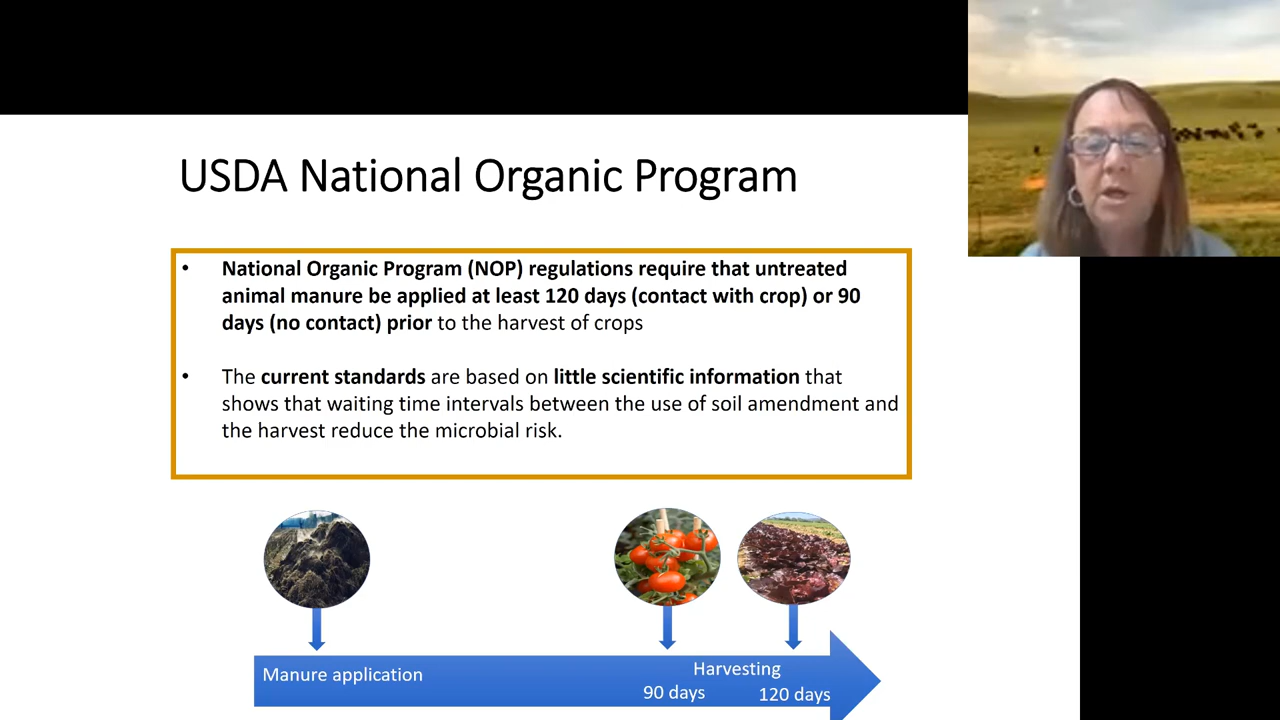 USDA National Organic Program
• National Organic Program (NOP) regulations require that untreated
animal manure be applied at least 120 days (contact with crop) or 90
days (no contact) prior to the harvest of crops
• The current standards are based on little scientific information that
shows that waiting time intervals between the use of soil amendment and
the harvest reduce the microbial risk.
Manure application
Harvesting
90 days
120 days